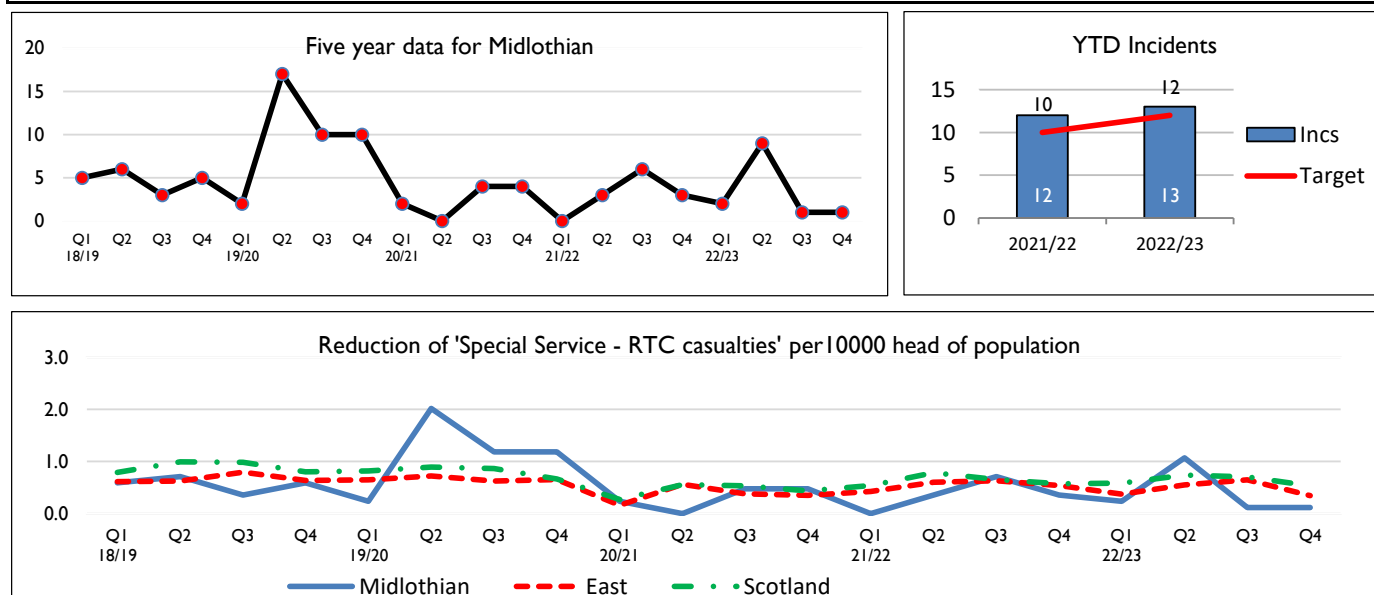 Five year data for Midlothian
20
15
10
5
0
Q1 Q2 Q3 Q4 Q1 Q2 Q3 Q4 Q1 Q2 Q3 Q4 Q1 Q2 Q3 Q4 Q1 Q2 Q3 Q4
18/19 19/20 20/21 21/22 22/23
YTD Incidents
15
10
5
0
10 12
12 13
2021/22 2022/23
Incs
Target
Reduction of 'Special Service - RTC casualties' per10000 head of population
3.0
2.0
1.0
0.0
Q1 Q2 Q3 Q4 Q1 Q2 Q3 Q4 Q1 Q2 Q3 Q4 Q1 Q2 Q3 Q4 Q1 Q2 Q3 Q4
18/19 19/20 20/21 21/22 22/23
Midlothian East Scotland